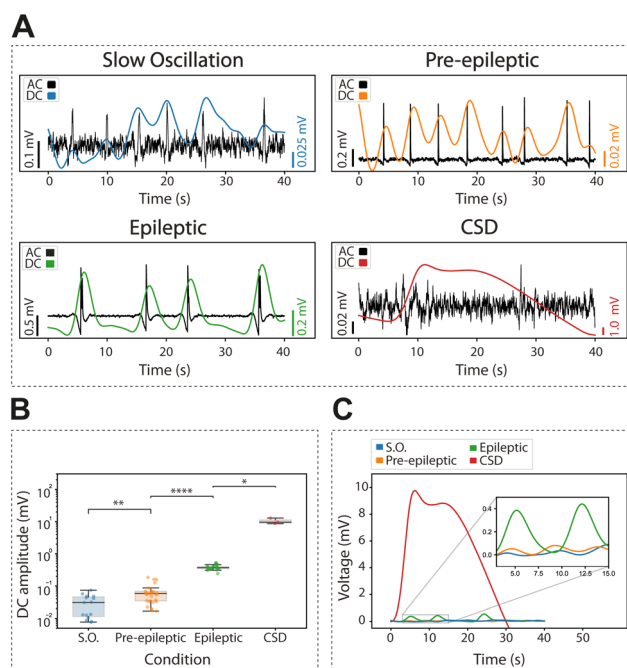 A
Slow Oscillation
AC
DC
0.1 mV
0.025 mV
0 10 20 30 40
Time (s)
Pre-epileptic
AC
DC
0.2 mV
0.02 mV
0 10 20 30 40
Time (s)
Epileptic
AC
DC
0.5 mV
0.2 mV
0 10 20 30 40
Time (s)
CSD
AC
DC
0.02 mV
1.0 mV
0 10 20 30 40
Time (s)
B
DC amplitude (mV)
10²
10¹
10⁰
10⁻¹
10⁻²
**
****
*
S.O. Pre-epileptic Epileptic CSD
Condition
C
S.O. Epileptic
Pre-epileptic CSD
Voltage (mV)
10
8
6
4
2
0
0.4
0.2
0.0
5.0 7.5 10.0 12.5 15.0
0 10 20 30 40 50
Time (s)